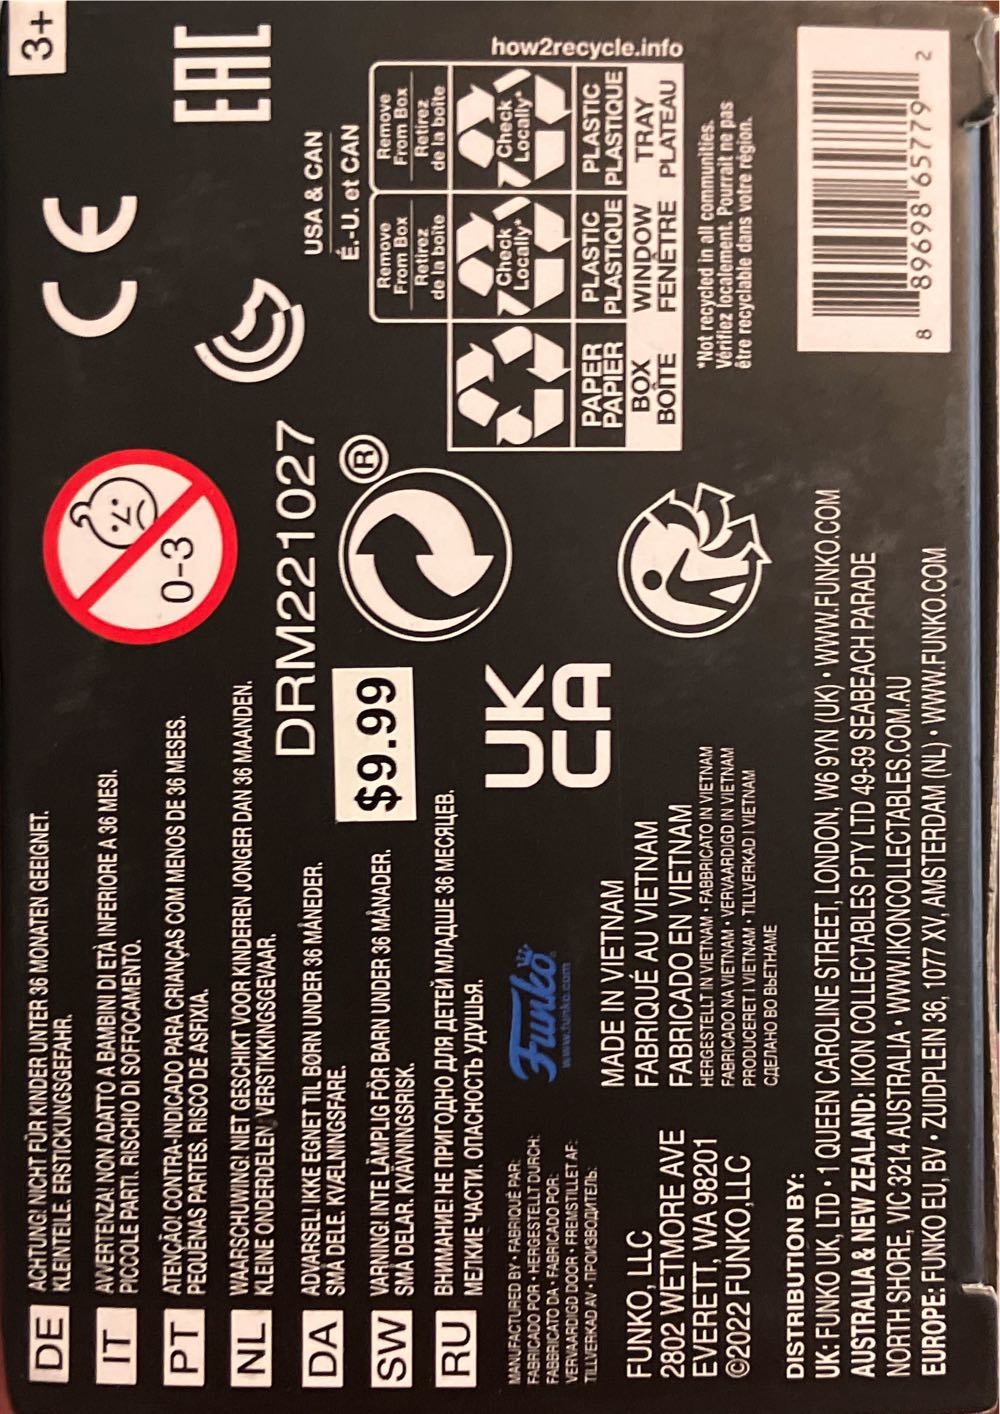 3+
DE
ACHTUNG! NICHT FÜR KINDER UNTER 36 MONATEN GEIGNET.
KLEINTEILE. ERSTICKUNGSGEFAHR.
IT
AVVERTENZA! NON ADATTO A BAMBINI DI ETÀ INFERIORE A 36 MESI.
PICCOLE PARTI. RISCHIO DI SOFFOCAMENTO.
PT
ATENÇÃO! CONTRA-INDICADO PARA CRIANÇAS COM MENOS DE 36 MESES.
PEQUENAS PARTES. RISCO DE ASFIXIA.
NL
WAARSCHUWING! NIET GESCHIKT VOOR KINDEREN JONGER DAN 36 MAANDEN.
KLEINE ONDERDELEN. VERSTIKKINGSGEVAAR.
DA
ADVARSEL! IKKE EGNET TIL BØRN UNDER 36 MÅNEDER.
SMÅ DELE. KVÆLNINGSFARE.
SW
VARNING! INTE LÄMPLIG FÖR BARN UNDER 36 MÅNADER.
SMÅ DELAR. KVÄVNINGSRISK.
RU
ВНИМАНИЕ! НЕ ПРИГОДНО ДЛЯ ДЕТЕЙ МЛАДШЕ 36 МЕСЯЦЕВ.
МЕЛКИЕ ЧАСТИ. ОПАСНОСТЬ УДУШЬЯ.
0-3
CE
EAC
DRM221027
$9.99
®
UK
CA
USA & CAN
É.-U. et CAN
how2recycle.info
Remove
From Box
Retirez
de la boîte
Remove
From Box
Retirez
de la boîte
Check
Locally*
Check
Locally*
PAPER
PAPIER
PLASTIC
PLASTIQUE
PLASTIC
PLASTIQUE
BOX
BOÎTE
WINDOW
FENÊTRE
TRAY
PLATEAU
*Not recycled in all communities.
Vérifiez localement. Pourrait ne pas
être recyclable dans votre région.
MANUFACTURED BY • FABRIQUÉ PAR:
FABRICADO POR • HERGESTELLT DURCH:
FABBRICATO DA • FABRICADO POR:
VERVARDIGD DOOR • FREMSTILLET AF:
TILLVERKAD AV • ПРОИЗВОДИТЕЛЬ:
Funko
www.funko.com
FUNKO, LLC
2802 WETMORE AVE
EVERETT, WA 98201
©2022 FUNKO, LLC
MADE IN VIETNAM
FABRIQUÉ AU VIETNAM
FABRICADO EN VIETNAM
HERGESTELLT IN VIETNAM • FABBRICATO IN VIETNAM
FABRICADO NA VIETNAM • VERVAARDIGD IN VIETNAM
PRODUCERET I VIETNAM • TILLVERKAD I VIETNAM
СДЕЛАНО ВО ВЬЕТНАМЕ
DISTRIBUTION BY:
UK: FUNKO UK, LTD • 1 QUEEN CAROLINE STREET, LONDON, W6 9YN (UK) • WWW.FUNKO.COM
AUSTRALIA & NEW ZEALAND: IKON COLLECTABLES PTY LTD 49-59 SEABEACH PARADE
NORTH SHORE, VIC 3214 AUSTRALIA • WWW.IKONCOLLECTABLES.COM.AU
EUROPE: FUNKO EU, BV • ZUIDPLEIN 36, 1077 XV, AMSTERDAM (NL) • WWW.FUNKO.COM
8 89698 65779 2